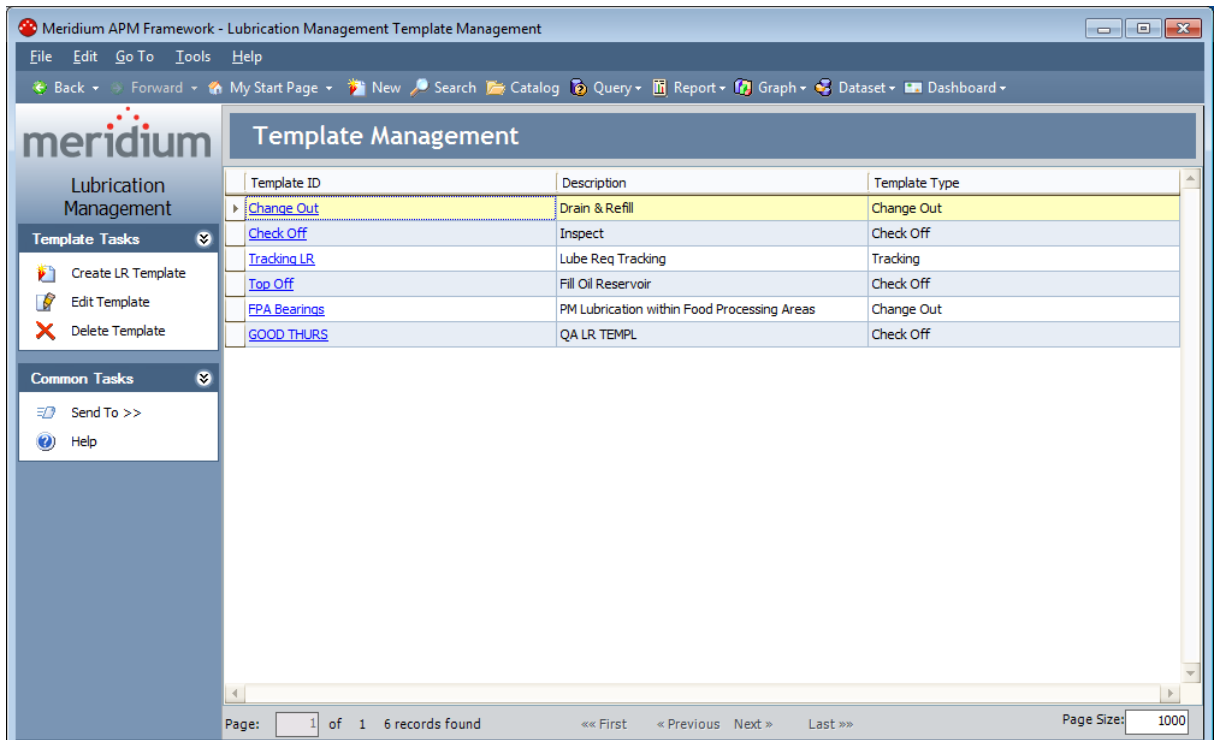 Meridium APM Framework - Lubrication Management Template Management
File Edit Go To Tools Help
Back Forward My Start Page New Search Catalog Query Report Graph Dataset Dashboard
meridium
Lubrication
Management
Template Tasks
Create LR Template
Edit Template
Delete Template
Common Tasks
Send To >>
Help
Template Management
Template ID Description Template Type
Change Out Drain & Refill Change Out
Check Off Inspect Check Off
Tracking LR Lube Req Tracking Tracking
Top Off Fill Oil Reservoir Check Off
FPA Bearings PM Lubrication within Food Processing Areas Change Out
GOOD THURS QA LR TEMPL Check Off
Page: 1 of 1 6 records found «« First « Previous Next » Last »» Page Size: 1000